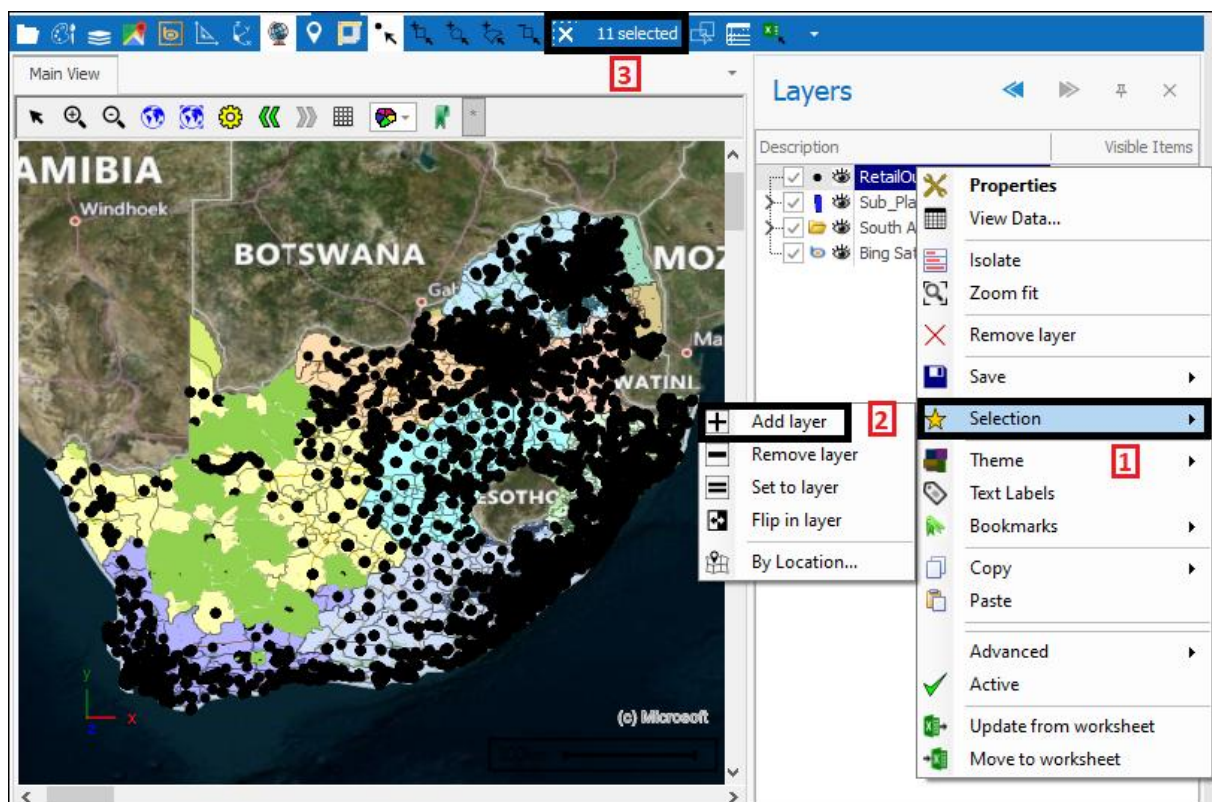 11 selected
3
Main View
Layers
Description Visible Items
RetailOu
Sub_Pla
South A
Bing Sat
Properties
View Data...
Isolate
Zoom fit
Remove layer
Save
Selection
1
Theme
Text Labels
Bookmarks
Copy
Paste
Advanced
Active
Update from worksheet
Move to worksheet
Add layer
2
Remove layer
Set to layer
Flip in layer
By Location...
AMIBIA
Windhoek
BOTSWANA
MOZ
Gab
Ma
WATINI
ESOTHO
y
x
z
(c) Microsoft